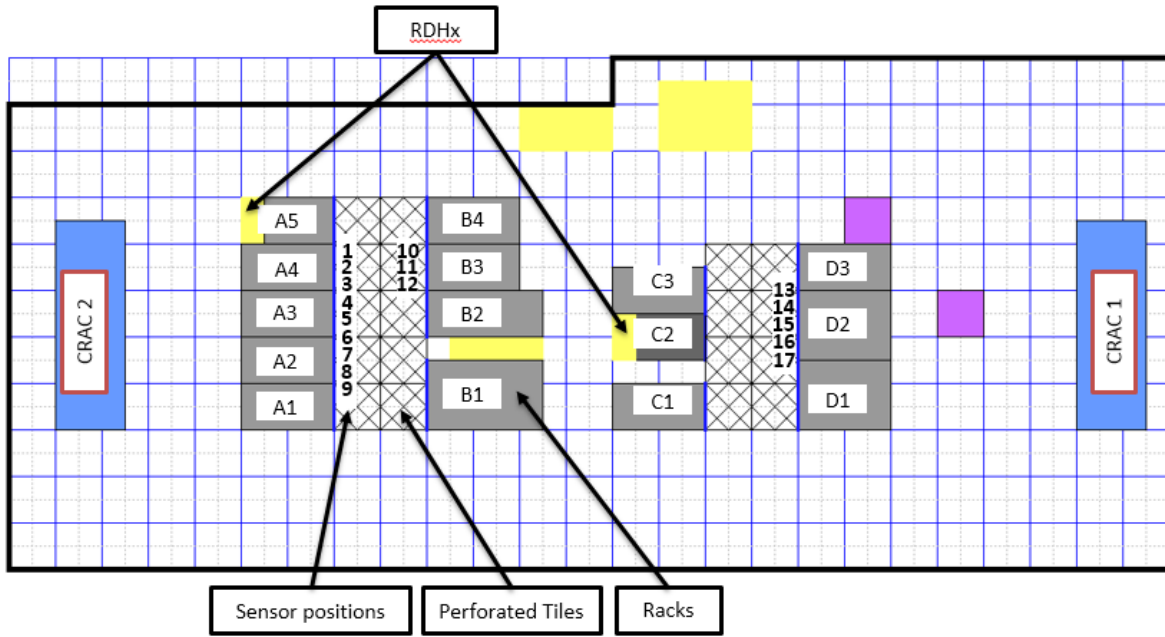 RDHx
A5
B4
1
2
3
4
5
6
7
8
9
10
11
12
A4
B3
A3
B2
A2
A1
B1
C3
C2
C1
13
14
15
16
17
D3
D2
D1
CRAC 2
CRAC 1
Sensor positions
Perforated Tiles
Racks